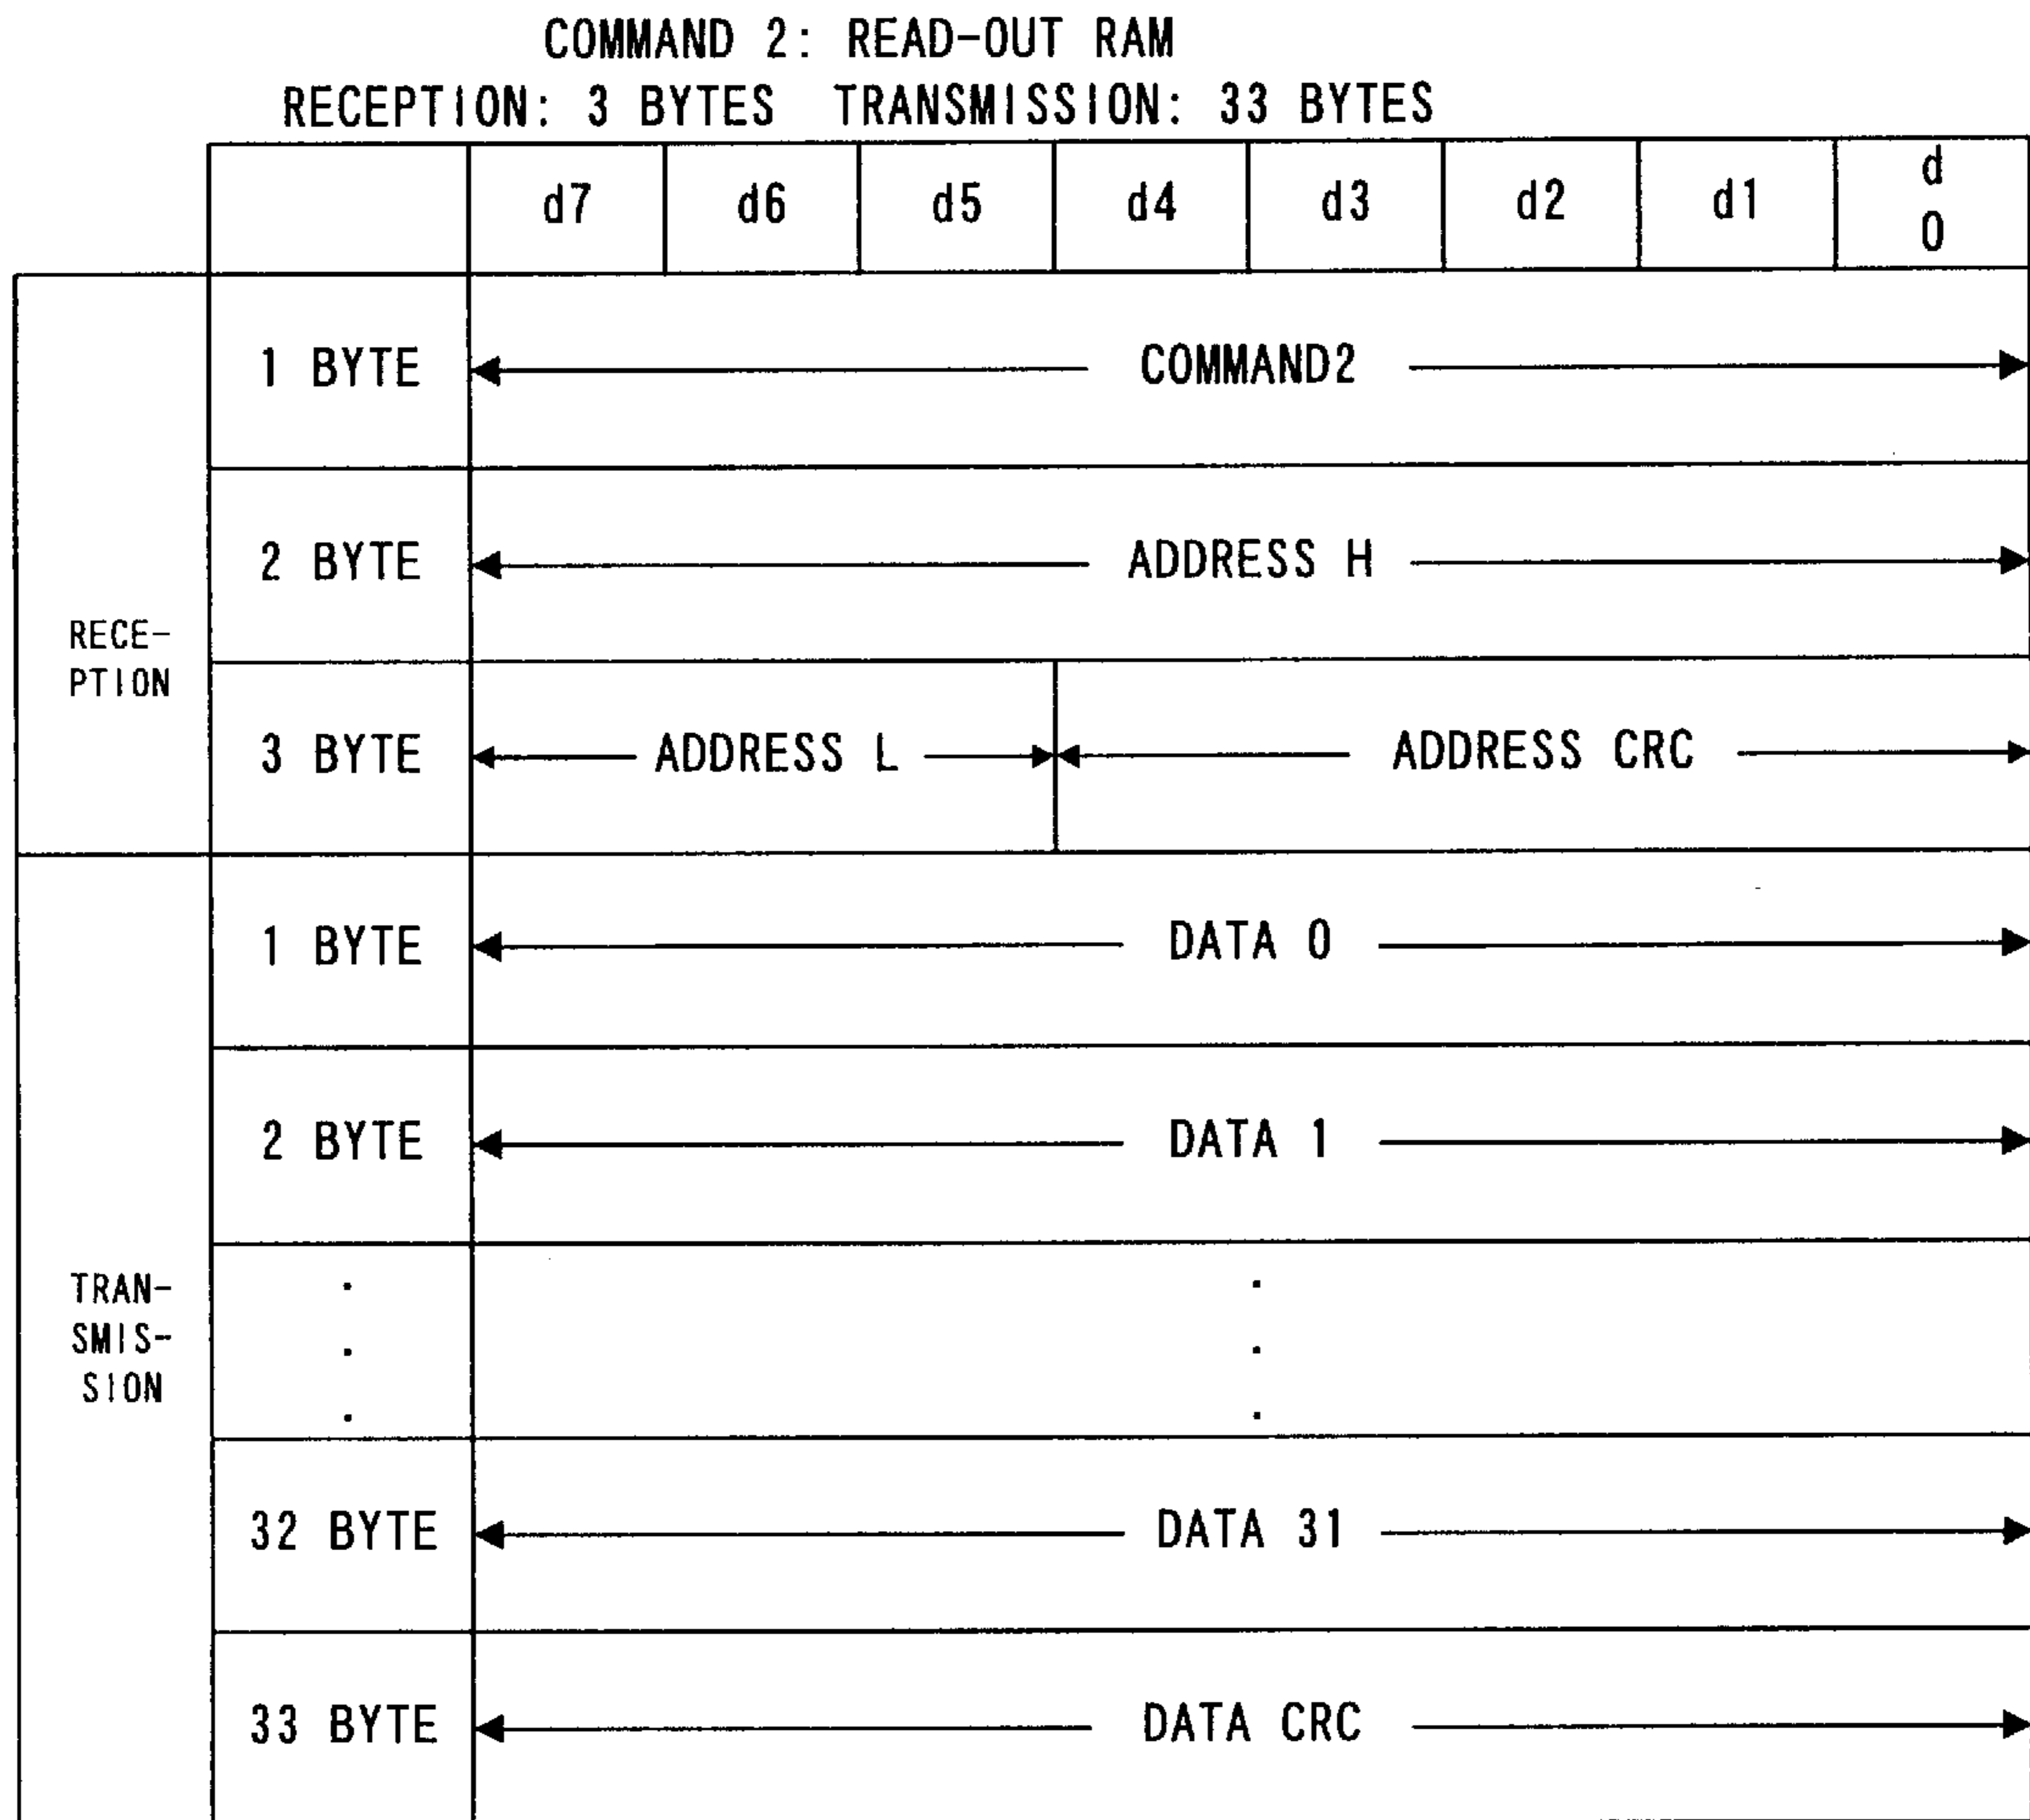 COMMAND 2: READ-OUT RAM
RECEPTION: 3 BYTES TRANSMISSION: 33 BYTES
d7 d6 d5 d4 d3 d2 d1 d
0
1 BYTE COMMAND2
2 BYTE ADDRESS H
RECE-
PTION
3 BYTE ADDRESS L ADDRESS CRC
1 BYTE DATA 0
2 BYTE DATA 1
TRAN-
SMIS-
SION
32 BYTE DATA 31
33 BYTE DATA CRC